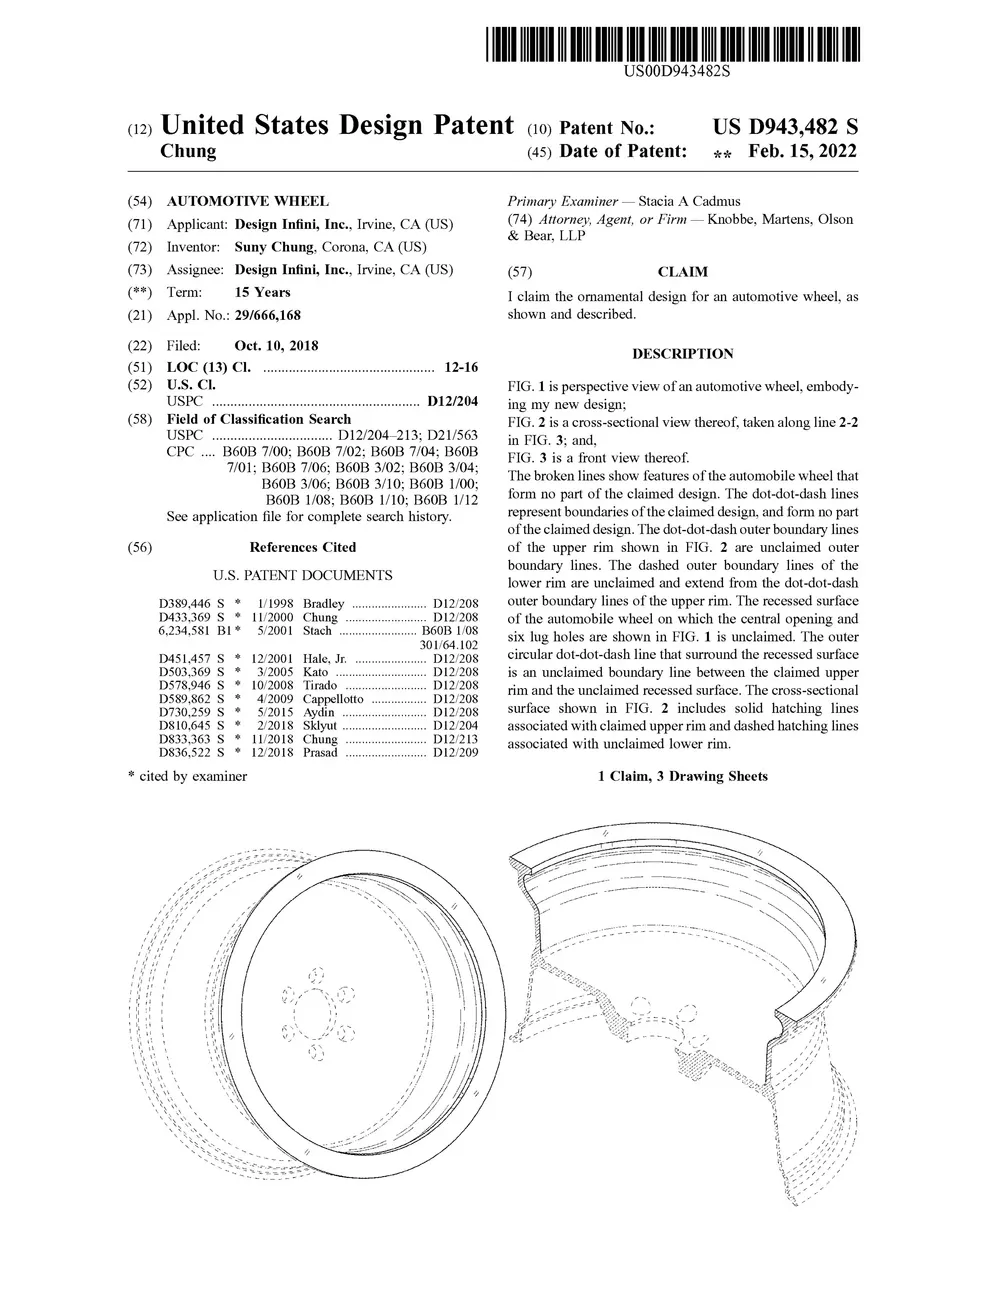 US00D943482S
(12) United States Design Patent
Chung
(10) Patent No.: US D943,482 S
(45) Date of Patent: ** Feb. 15, 2022
(54) AUTOMOTIVE WHEEL
(71) Applicant: Design Infini, Inc., Irvine, CA (US)
(72) Inventor: Suny Chung, Corona, CA (US)
(73) Assignee: Design Infini, Inc., Irvine, CA (US)
(**) Term: 15 Years
(21) Appl. No.: 29/666,168
(22) Filed: Oct. 10, 2018
(51) LOC (13) Cl. .............................................. 12-16
(52) U.S. Cl.
USPC ........................................................ D12/204
(58) Field of Classification Search
USPC ................................ D12/204–213; D21/563
CPC .... B60B 7/00; B60B 7/02; B60B 7/04; B60B
7/01; B60B 7/06; B60B 3/02; B60B 3/04;
B60B 3/06; B60B 3/10; B60B 1/00;
B60B 1/08; B60B 1/10; B60B 1/12
See application file for complete search history.
(56) References Cited
U.S. PATENT DOCUMENTS
D389,446 S * 1/1998 Bradley ....................... D12/208
D433,369 S * 11/2000 Chung ......................... D12/208
6,234,581 B1 * 5/2001 Stach ....................... B60B 1/08
301/64.102
D451,457 S * 12/2001 Hale, Jr. ..................... D12/208
D503,369 S * 3/2005 Kato ........................... D12/208
D578,946 S * 10/2008 Tirado ........................ D12/208
D589,862 S * 4/2009 Cappellotto ................ D12/208
D730,259 S * 5/2015 Aydin ......................... D12/208
D810,645 S * 2/2018 Sklyut ......................... D12/204
D833,363 S * 11/2018 Chung ........................ D12/213
D836,522 S * 12/2018 Prasad ........................ D12/209
* cited by examiner
Primary Examiner — Stacia A Cadmus
(74) Attorney, Agent, or Firm — Knobbe, Martens, Olson
& Bear, LLP
(57) CLAIM
I claim the ornamental design for an automotive wheel, as
shown and described.
DESCRIPTION
FIG. 1 is perspective view of an automotive wheel, embody-
ing my new design;
FIG. 2 is a cross-sectional view thereof, taken along line 2-2
in FIG. 3; and,
FIG. 3 is a front view thereof.
The broken lines show features of the automobile wheel that
form no part of the claimed design. The dot-dot-dash lines
represent boundaries of the claimed design, and form no part
of the claimed design. The dot-dot-dash outer boundary lines
of the upper rim shown in FIG. 2 are unclaimed outer
boundary lines. The dashed outer boundary lines of the
lower rim are unclaimed and extend from the dot-dot-dash
outer boundary lines of the upper rim. The recessed surface
of the automobile wheel on which the central opening and
six lug holes are shown in FIG. 1 is unclaimed. The outer
circular dot-dot-dash line that surround the recessed surface
is an unclaimed boundary line between the claimed upper
rim and the unclaimed recessed surface. The cross-sectional
surface shown in FIG. 2 includes solid hatching lines
associated with claimed upper rim and dashed hatching lines
associated with unclaimed lower rim.
1 Claim, 3 Drawing Sheets